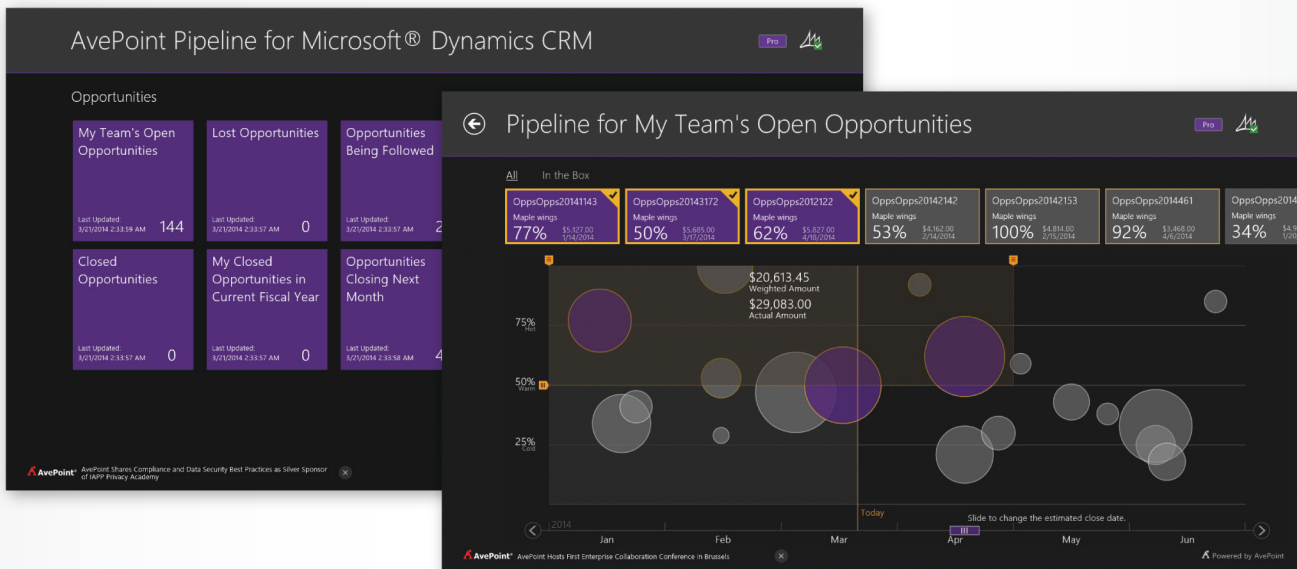 AvePoint Pipeline for Microsoft® Dynamics CRM
Pro
Opportunities
My Team's Open
Opportunities
Last Updated:
3/21/2014 2:33:59 AM 144
Lost Opportunities
Last Updated:
3/21/2014 2:33:57 AM 0
Opportunities
Being Followed
Last Updated:
3/21/2014 2:33:57 AM 2
Closed
Opportunities
Last Updated:
3/21/2014 2:33:57 AM 0
My Closed
Opportunities in
Current Fiscal Year
Last Updated:
3/21/2014 2:33:57 AM 0
Opportunities
Closing Next
Month
Last Updated:
3/21/2014 2:33:58 AM 4
AvePoint® AvePoint Shares Compliance and Data Security Best Practices as Silver Sponsor
of IAPP Privacy Academy
Pipeline for My Team's Open Opportunities
Pro
All In the Box
OppsOpps20141143
Maple wings
77% $5,127.00
1/14/2014
OppsOpps20143172
Maple wings
50% $5,685.00
3/17/2014
OppsOpps2012122
Maple wings
62% $5,827.00
4/18/2014
OppsOpps20142142
Maple wings
53% $4,162.00
2/14/2014
OppsOpps20142153
Maple wings
100% $4,814.00
2/15/2014
OppsOpps2014461
Maple wings
92% $3,468.00
4/6/2014
OppsOpps2014
Maple wings
34% $4,9
1/20
$20,613.45
Weighted Amount
$29,083.00
Actual Amount
75%
Hot
50%
Warm
25%
Cold
Today
2014
Slide to change the estimated close date.
Jan Feb Mar Apr May Jun
AvePoint® AvePoint Hosts First Enterprise Collaboration Conference in Brussels
Powered by AvePoint